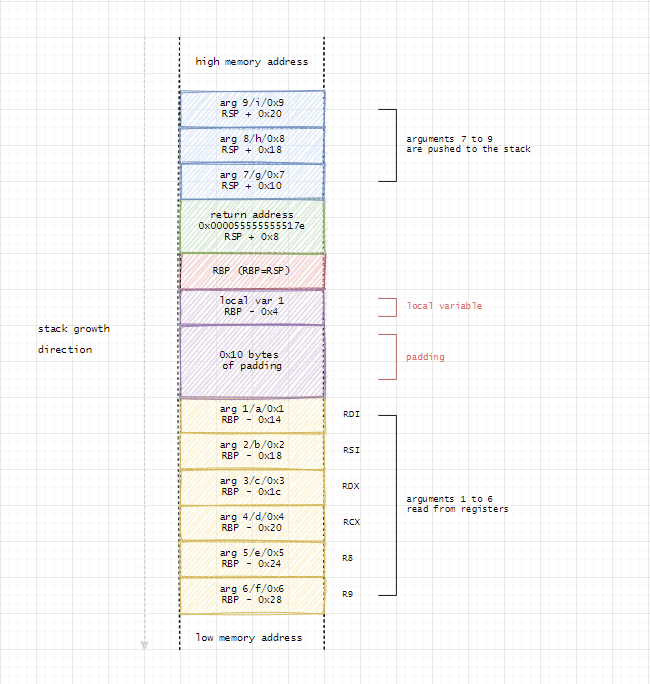 high memory address
arg 9/i/0x9
RSP + 0x20
arg 8/h/0x8
RSP + 0x18
arguments 7 to 9
are pushed to the stack
arg 7/g/0x7
RSP + 0x10
return address
0x000055555555517e
RSP + 0x8
RBP (RBP=RSP)
local var 1
RBP - 0x4
local variable
stack growth
direction
0x10 bytes
of padding
padding
arg 1/a/0x1
RBP - 0x14
RDI
arg 2/b/0x2
RBP - 0x18
RSI
arg 3/c/0x3
RBP - 0x1c
RDX
arguments 1 to 6
read from registers
arg 4/d/0x4
RBP - 0x20
RCX
arg 5/e/0x5
RBP - 0x24
R8
arg 6/f/0x6
RBP - 0x28
R9
low memory address